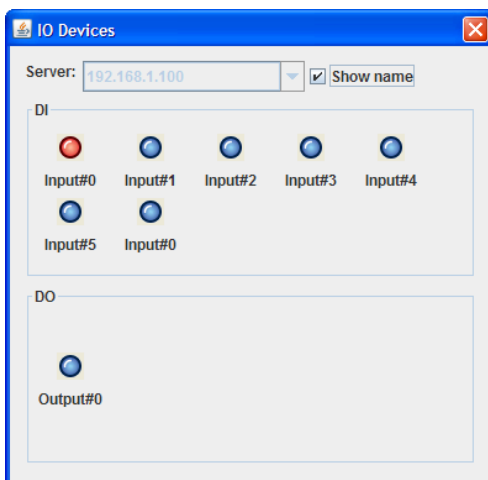 IO Devices
Server: 192.168.1.100 Show name
DI
Input#0 Input#1 Input#2 Input#3 Input#4
Input#5 Input#0
DO
Output#0